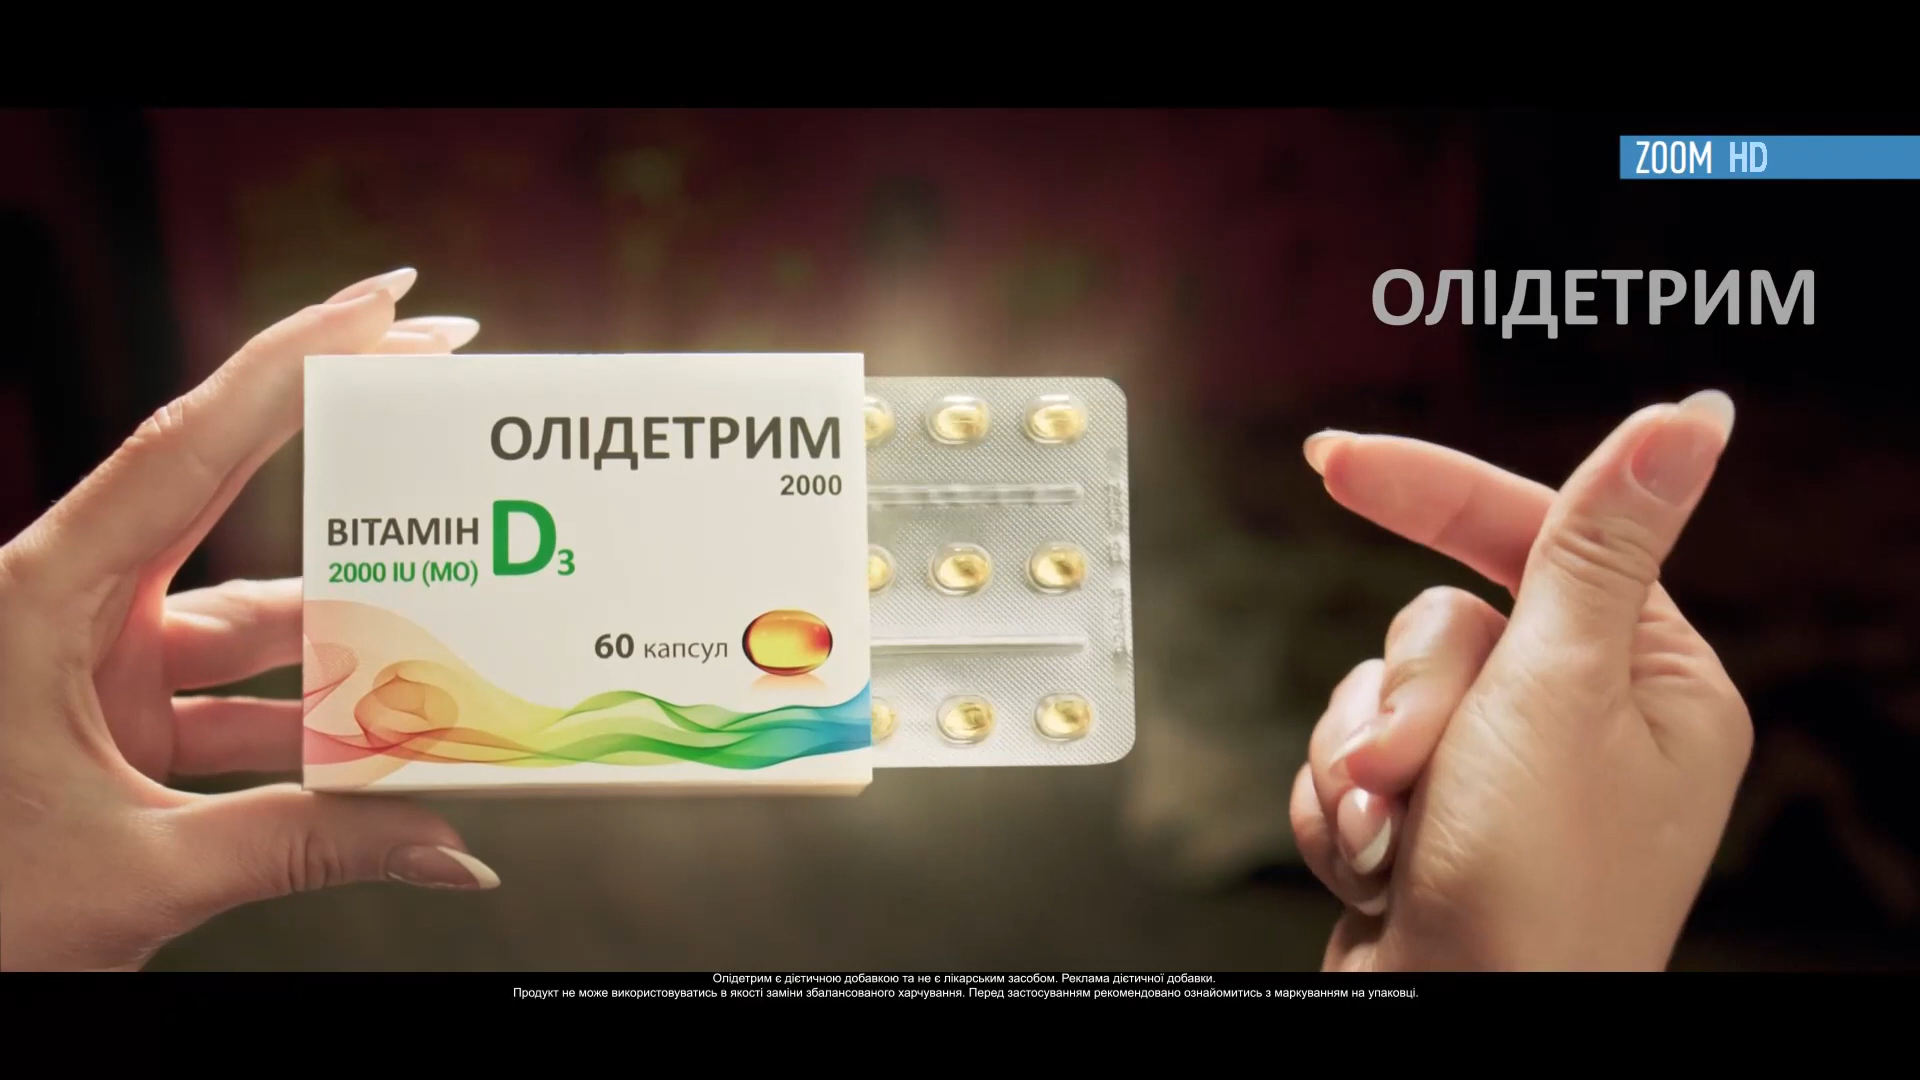 ZOOM HD
ОЛІДЕТРИМ
ОЛІДЕТРИМ
2000
ВІТАМІН D3
2000 IU (МО)
60 капсул
Олідетрим є дієтичною добавкою та не є лікарським засобом. Реклама дієтичної добавки.
Продукт не може використовуватись в якості заміни збалансованого харчування. Перед застосуванням рекомендовано ознайомитись з маркуванням на упаковці.